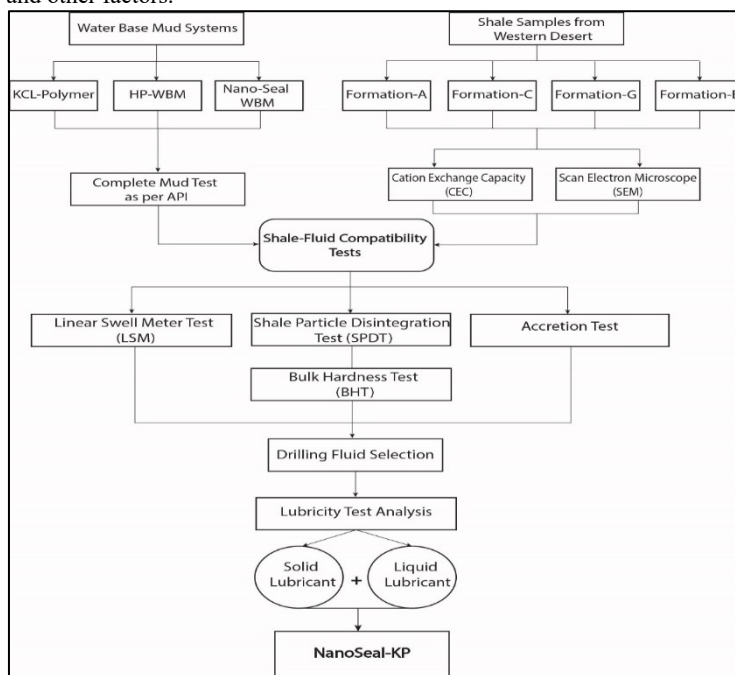 and other factors.
Water Base Mud Systems
Shale Samples from
Western Desert
KCL-Polymer
HP-WBM
Nano-Seal
WBM
Formation-A
Formation-C
Formation-G
Formation-E
Complete Mud Test
as per API
Cation Exchange Capacity
(CEC)
Scan Electron Microscope
(SEM)
Shale-Fluid Compatibility
Tests
Linear Swell Meter Test
(LSM)
Shale Particle Disintegration
Test (SPDT)
Accretion Test
Bulk Hardness Test
(BHT)
Drilling Fluid Selection
Lubricity Test Analysis
Solid
Lubricant
+
Liquid
Lubricant
NanoSeal-KP